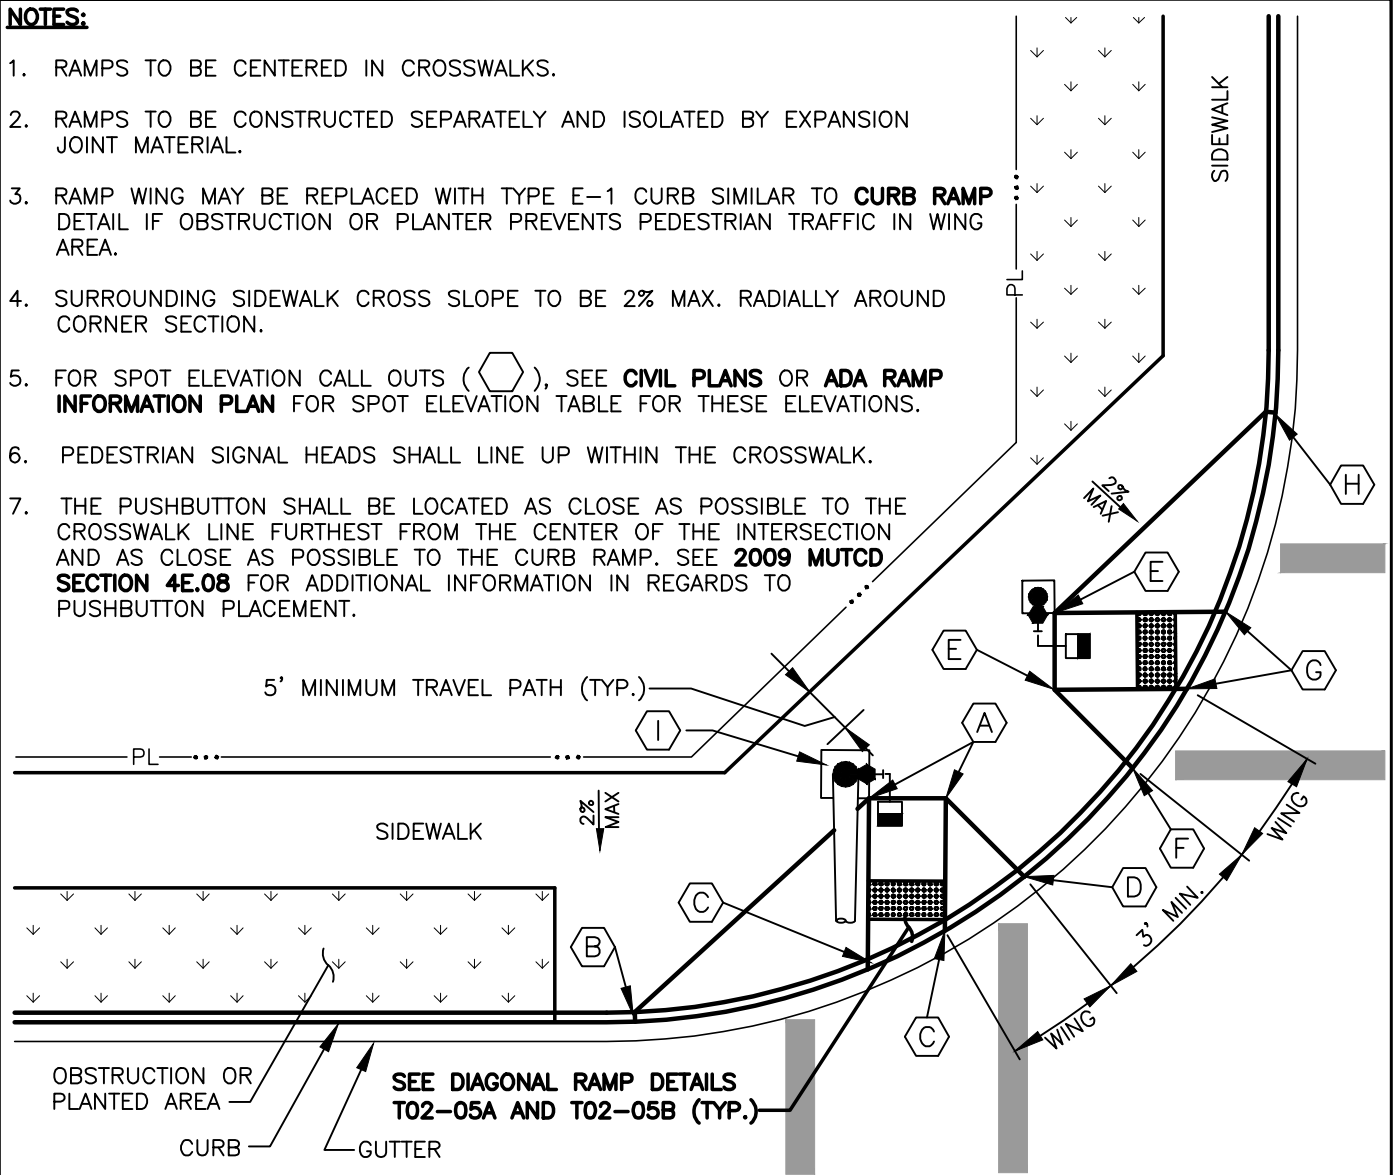 NOTES:
1. RAMPS TO BE CENTERED IN CROSSWALKS.
2. RAMPS TO BE CONSTRUCTED SEPARATELY AND ISOLATED BY EXPANSION
JOINT MATERIAL.
3. RAMP WING MAY BE REPLACED WITH TYPE E-1 CURB SIMILAR TO CURB RAMP
DETAIL IF OBSTRUCTION OR PLANTER PREVENTS PEDESTRIAN TRAFFIC IN WING
AREA.
4. SURROUNDING SIDEWALK CROSS SLOPE TO BE 2% MAX. RADIALLY AROUND
CORNER SECTION.
5. FOR SPOT ELEVATION CALL OUTS ( ), SEE CIVIL PLANS OR ADA RAMP
INFORMATION PLAN FOR SPOT ELEVATION TABLE FOR THESE ELEVATIONS.
6. PEDESTRIAN SIGNAL HEADS SHALL LINE UP WITHIN THE CROSSWALK.
7. THE PUSHBUTTON SHALL BE LOCATED AS CLOSE AS POSSIBLE TO THE
CROSSWALK LINE FURTHEST FROM THE CENTER OF THE INTERSECTION
AND AS CLOSE AS POSSIBLE TO THE CURB RAMP. SEE 2009 MUTCD
SECTION 4E.08 FOR ADDITIONAL INFORMATION IN REGARDS TO
PUSHBUTTON PLACEMENT.
SIDEWALK
PL
H
2%
MAX
E
E
G
5' MINIMUM TRAVEL PATH (TYP.)
I
A
PL
2%
MAX
SIDEWALK
WING
F
D
C
3' MIN.
B
C
WING
OBSTRUCTION OR
PLANTED AREA
SEE DIAGONAL RAMP DETAILS
T02-05A AND T02-05B (TYP.)
CURB
GUTTER